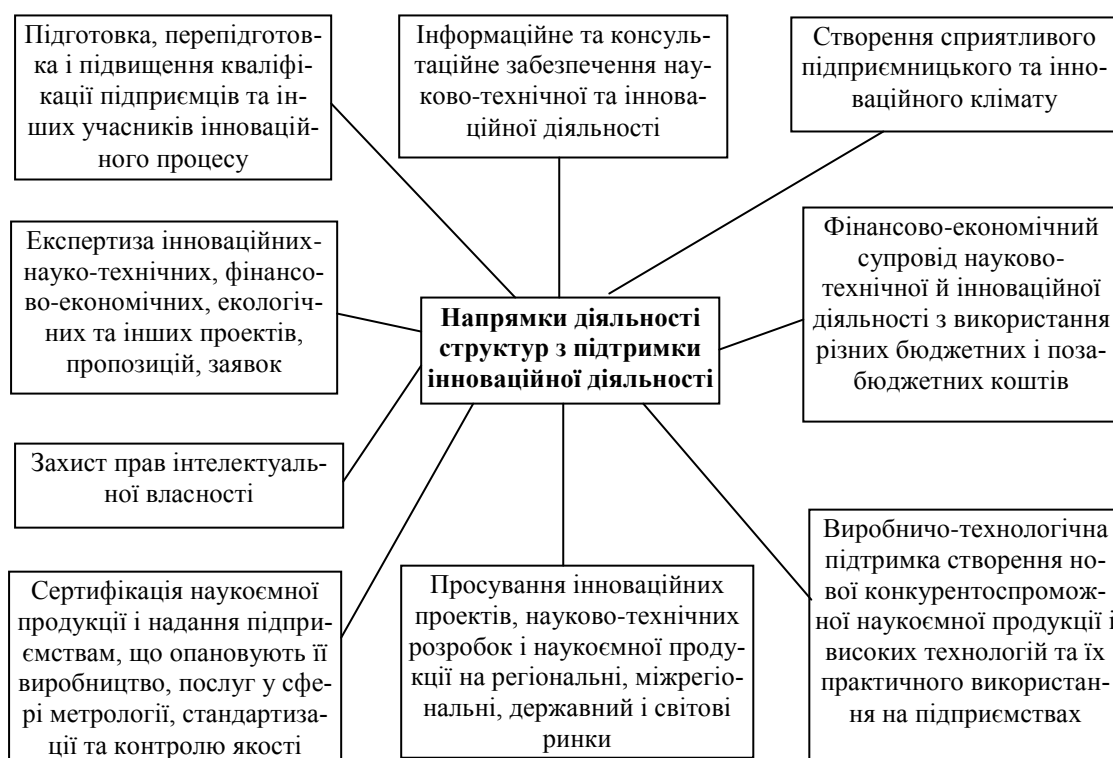 Підготовка, перепідготов-
ка і підвищення кваліфі-
кації підприємців та ін-
ших учасників інновацій-
ного процесу
Інформаційне та консуль-
таційне забезпечення нау-
ково-технічної та іннова-
ційної діяльності
Створення сприятливого
підприємницького та інно-
ваційного клімату
Експертиза інноваційних-
науко-технічних, фінансо-
во-економічних, екологіч-
них та інших проектів,
пропозицій, заявок
Напрямки діяльності
структур з підтримки
інноваційної діяльності
Фінансово-економічний
супровід науково-
технічної й інноваційної
діяльності з використання
різних бюджетних і поза-
бюджетних коштів
Захист прав інтелектуаль-
ної власності
Сертифікація наукоємної
продукції і надання підпри-
ємствам, що опановують її
виробництво, послуг у сфе-
рі метрології, стандартиза-
ції та контролю якості
Просування інноваційних
проектів, науково-технічних
розробок і наукоємної проду-
кції на регіональні, міжрегіо-
нальні, державний і світові
ринки
Виробничо-технологічна
підтримка створення но-
вої конкурентоспромож-
ної наукоємної продукції і
високих технологій та їх
практичного використан-
ня на підприємствах